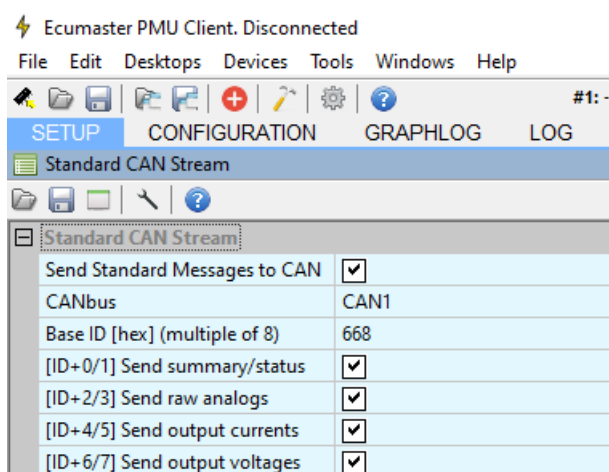 Ecumaster PMU Client. Disconnected
File Edit Desktops Devices Tools Windows Help
#1: -
SETUP CONFIGURATION GRAPHLOG LOG
Standard CAN Stream
Standard CAN Stream
Send Standard Messages to CAN
CANbus CAN1
Base ID [hex] (multiple of 8) 668
[ID+0/1] Send summary/status
[ID+2/3] Send raw analogs
[ID+4/5] Send output currents
[ID+6/7] Send output voltages